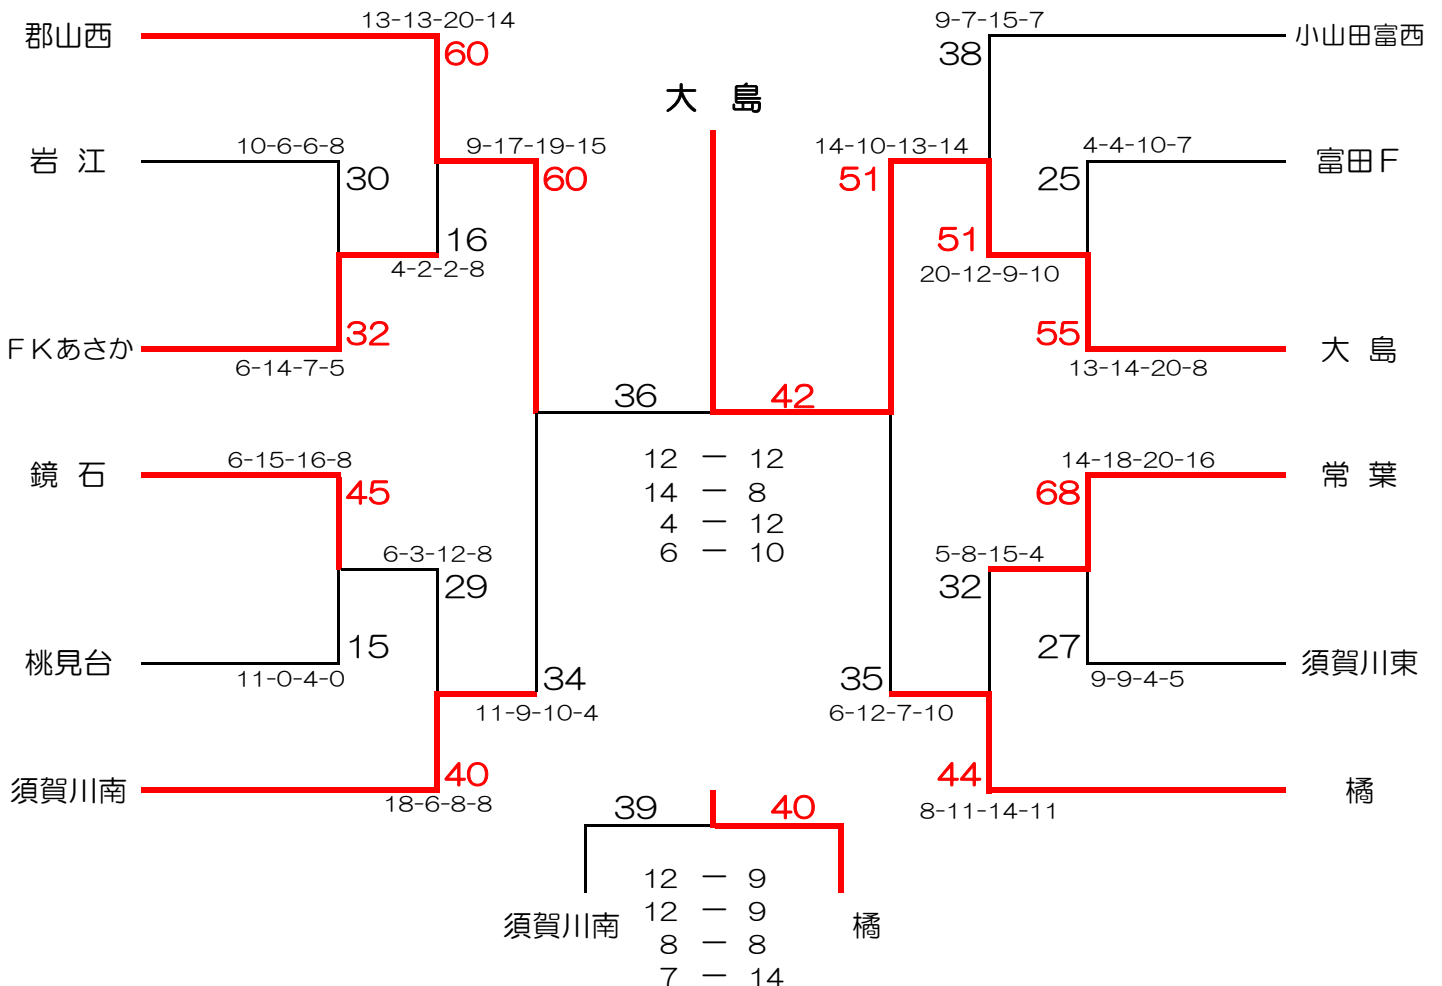 13-13-20-14
9-7-15-7
郡山西
60
38
小山田富西
大 島
10-6-6-8
9-17-19-15
14-10-13-14
4-4-10-7
岩 江
30
60
51
25
富田F
16
51
4-2-2-8
20-12-9-10
FKあさか
32
55
大 島
6-14-7-5
13-14-20-8
36
42
12 ー 12
14 ー 8
4 ー 12
6 ー 10
6-15-16-8
14-18-20-16
鏡 石
45
68
常 葉
6-3-12-8
5-8-15-4
29
32
桃見台
15
27
須賀川東
11-0-4-0
9-9-4-5
34
35
11-9-10-4
6-12-7-10
須賀川南
40
44
橘
18-6-8-8
8-11-14-11
39
40
12 ー 9
12 ー 9
8 ー 8
7 ー 14
須賀川南
橘